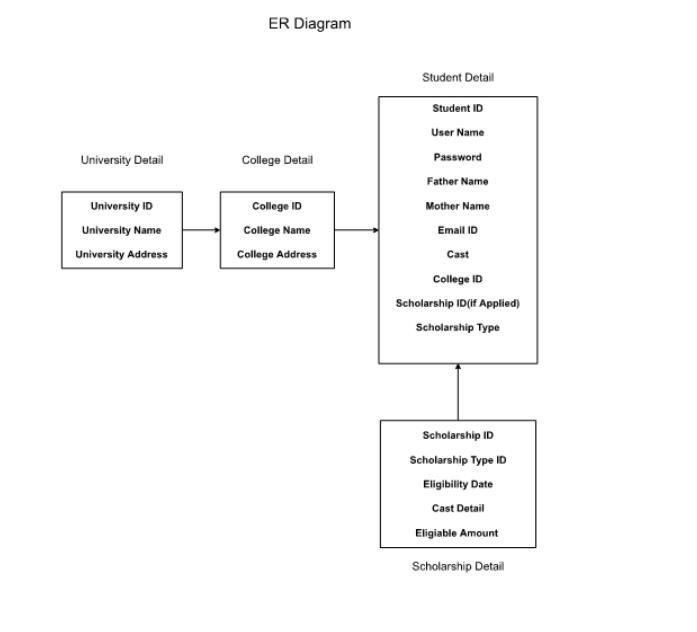 ER Diagram
Student Detail
Student ID
User Name
Password
Father Name
Mother Name
Email ID
Cast
College ID
Scholarship ID(if Applied)
Scholarship Type
University Detail
University ID
University Name
University Address
College Detail
College ID
College Name
College Address
Scholarship ID
Scholarship Type ID
Eligibility Date
Cast Detail
Eligiable Amount
Scholarship Detail